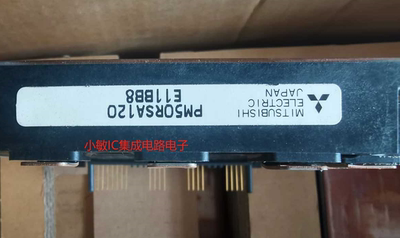 MITSUBISHI
ELECTRIC
JAPAN
PM50RSA120
E11BB8
小敏IC集成电路电子